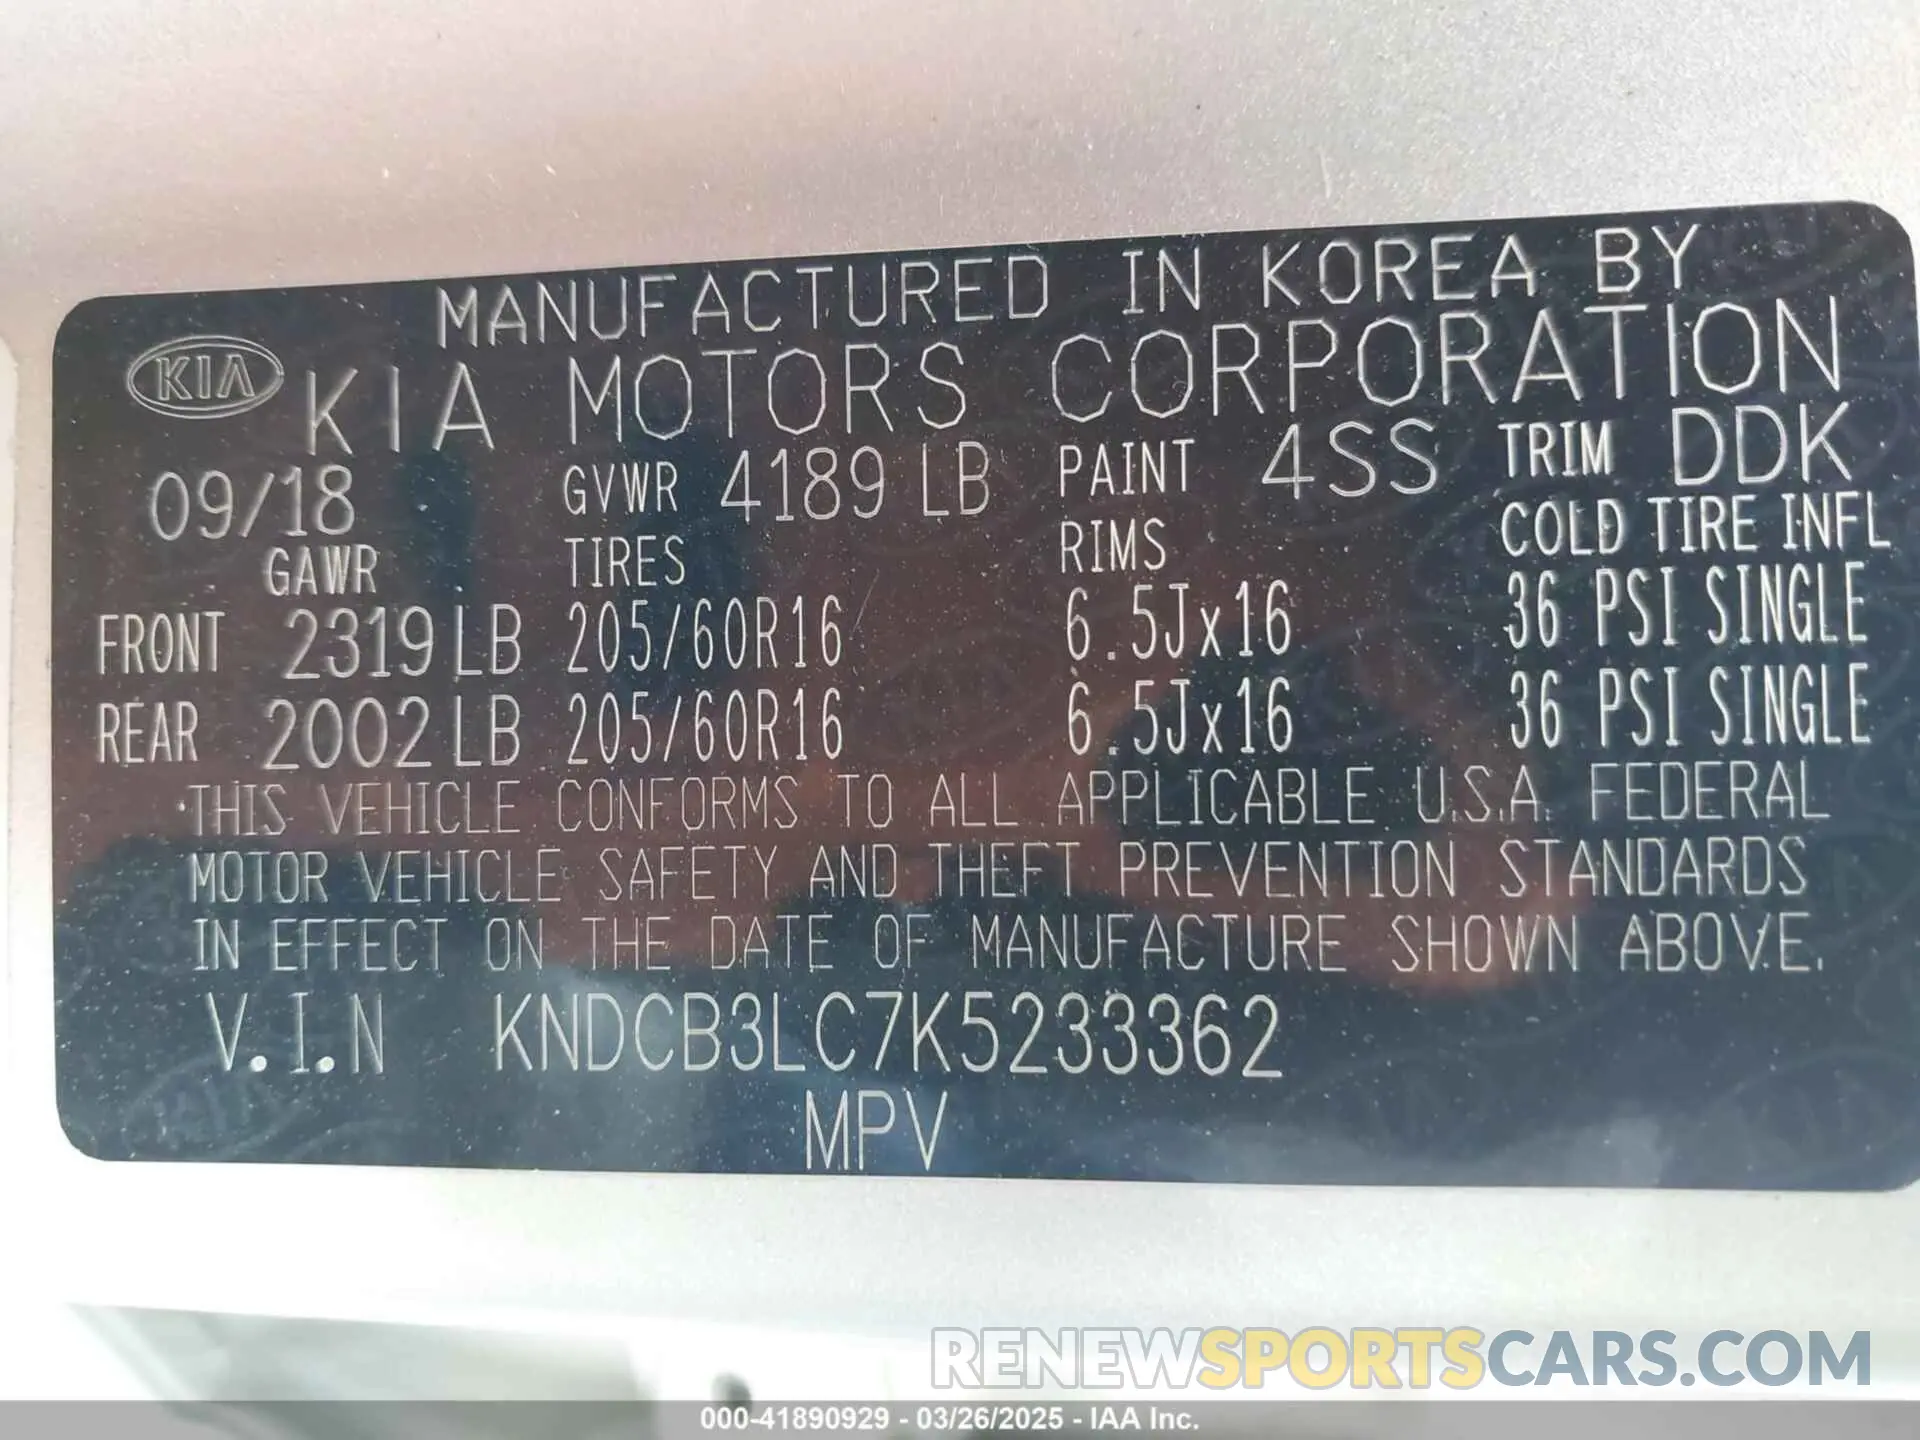 MANUFACTURED IN KOREA BY
KIA KIA MOTORS CORPORATION
09/18 GVWR 4189 LB PAINT 4SS TRIM DDK
GAWR TIRES RIMS COLD TIRE INFL
FRONT 2319 LB 205/60R16 6.5Jx16 36 PSI SINGLE
REAR 2002 LB 205/60R16 6.5Jx16 36 PSI SINGLE
THIS VEHICLE CONFORMS TO ALL APPLICABLE U.S.A. FEDERAL
MOTOR VEHICLE SAFETY AND THEFT PREVENTION STANDARDS
IN EFFECT ON THE DATE OF MANUFACTURE SHOWN ABOVE.
V.I.N KNDCB3LC7K5233362
MPV
RENEWSPORTSCARS.COM
000-41890929 - 03/26/2025 - IAA Inc.